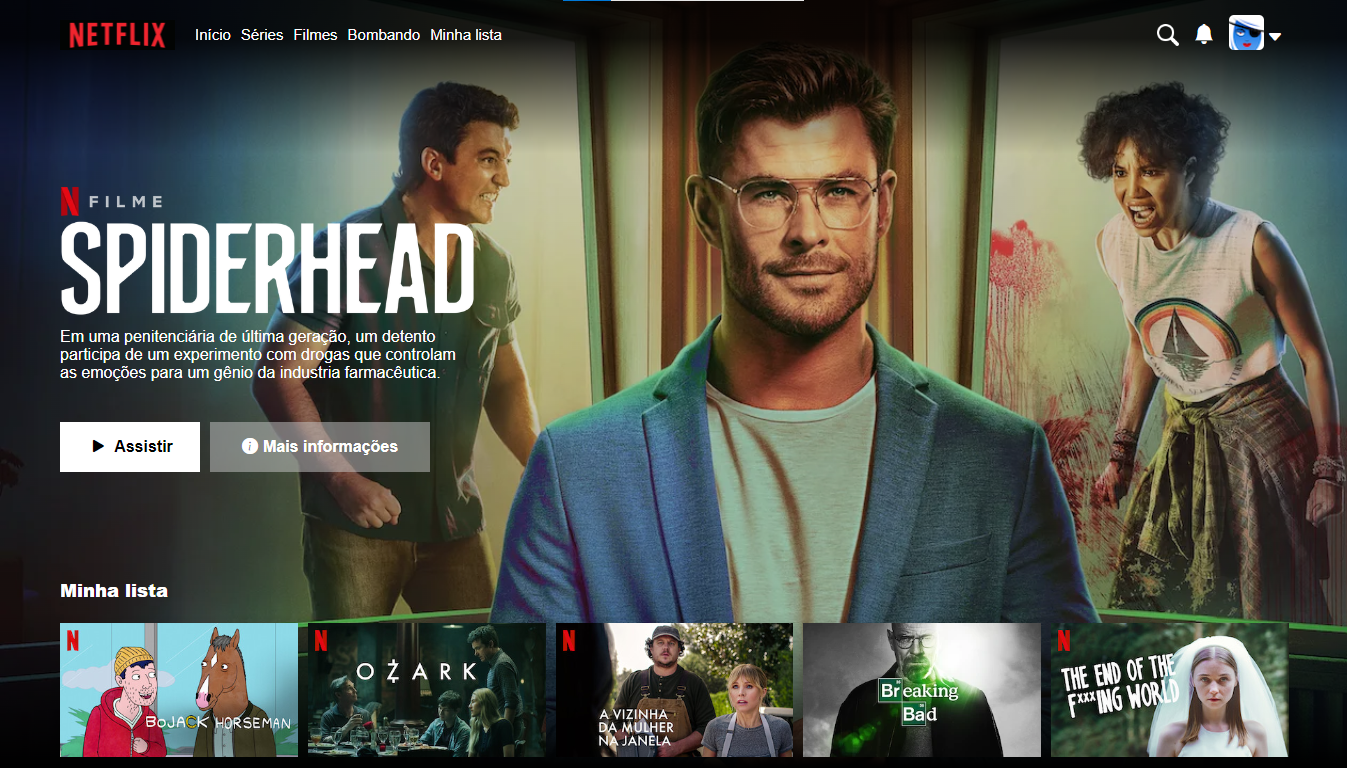 NETFLIX
Início Séries Filmes Bombando Minha lista
N FILME
SPIDERHEAD
Em uma penitenciária de última geração, um detento
participa de um experimento com drogas que controlam
as emoções para um gênio da industria farmacêutica.
Assistir
Mais informações
Minha lista
N
BOJACK HORSEMAN
N
OZARK
N
A VIZINHA
DA MULHER
NA JANELA
Breaking
Bad
N
THE END OF THE
F***ING WORLD